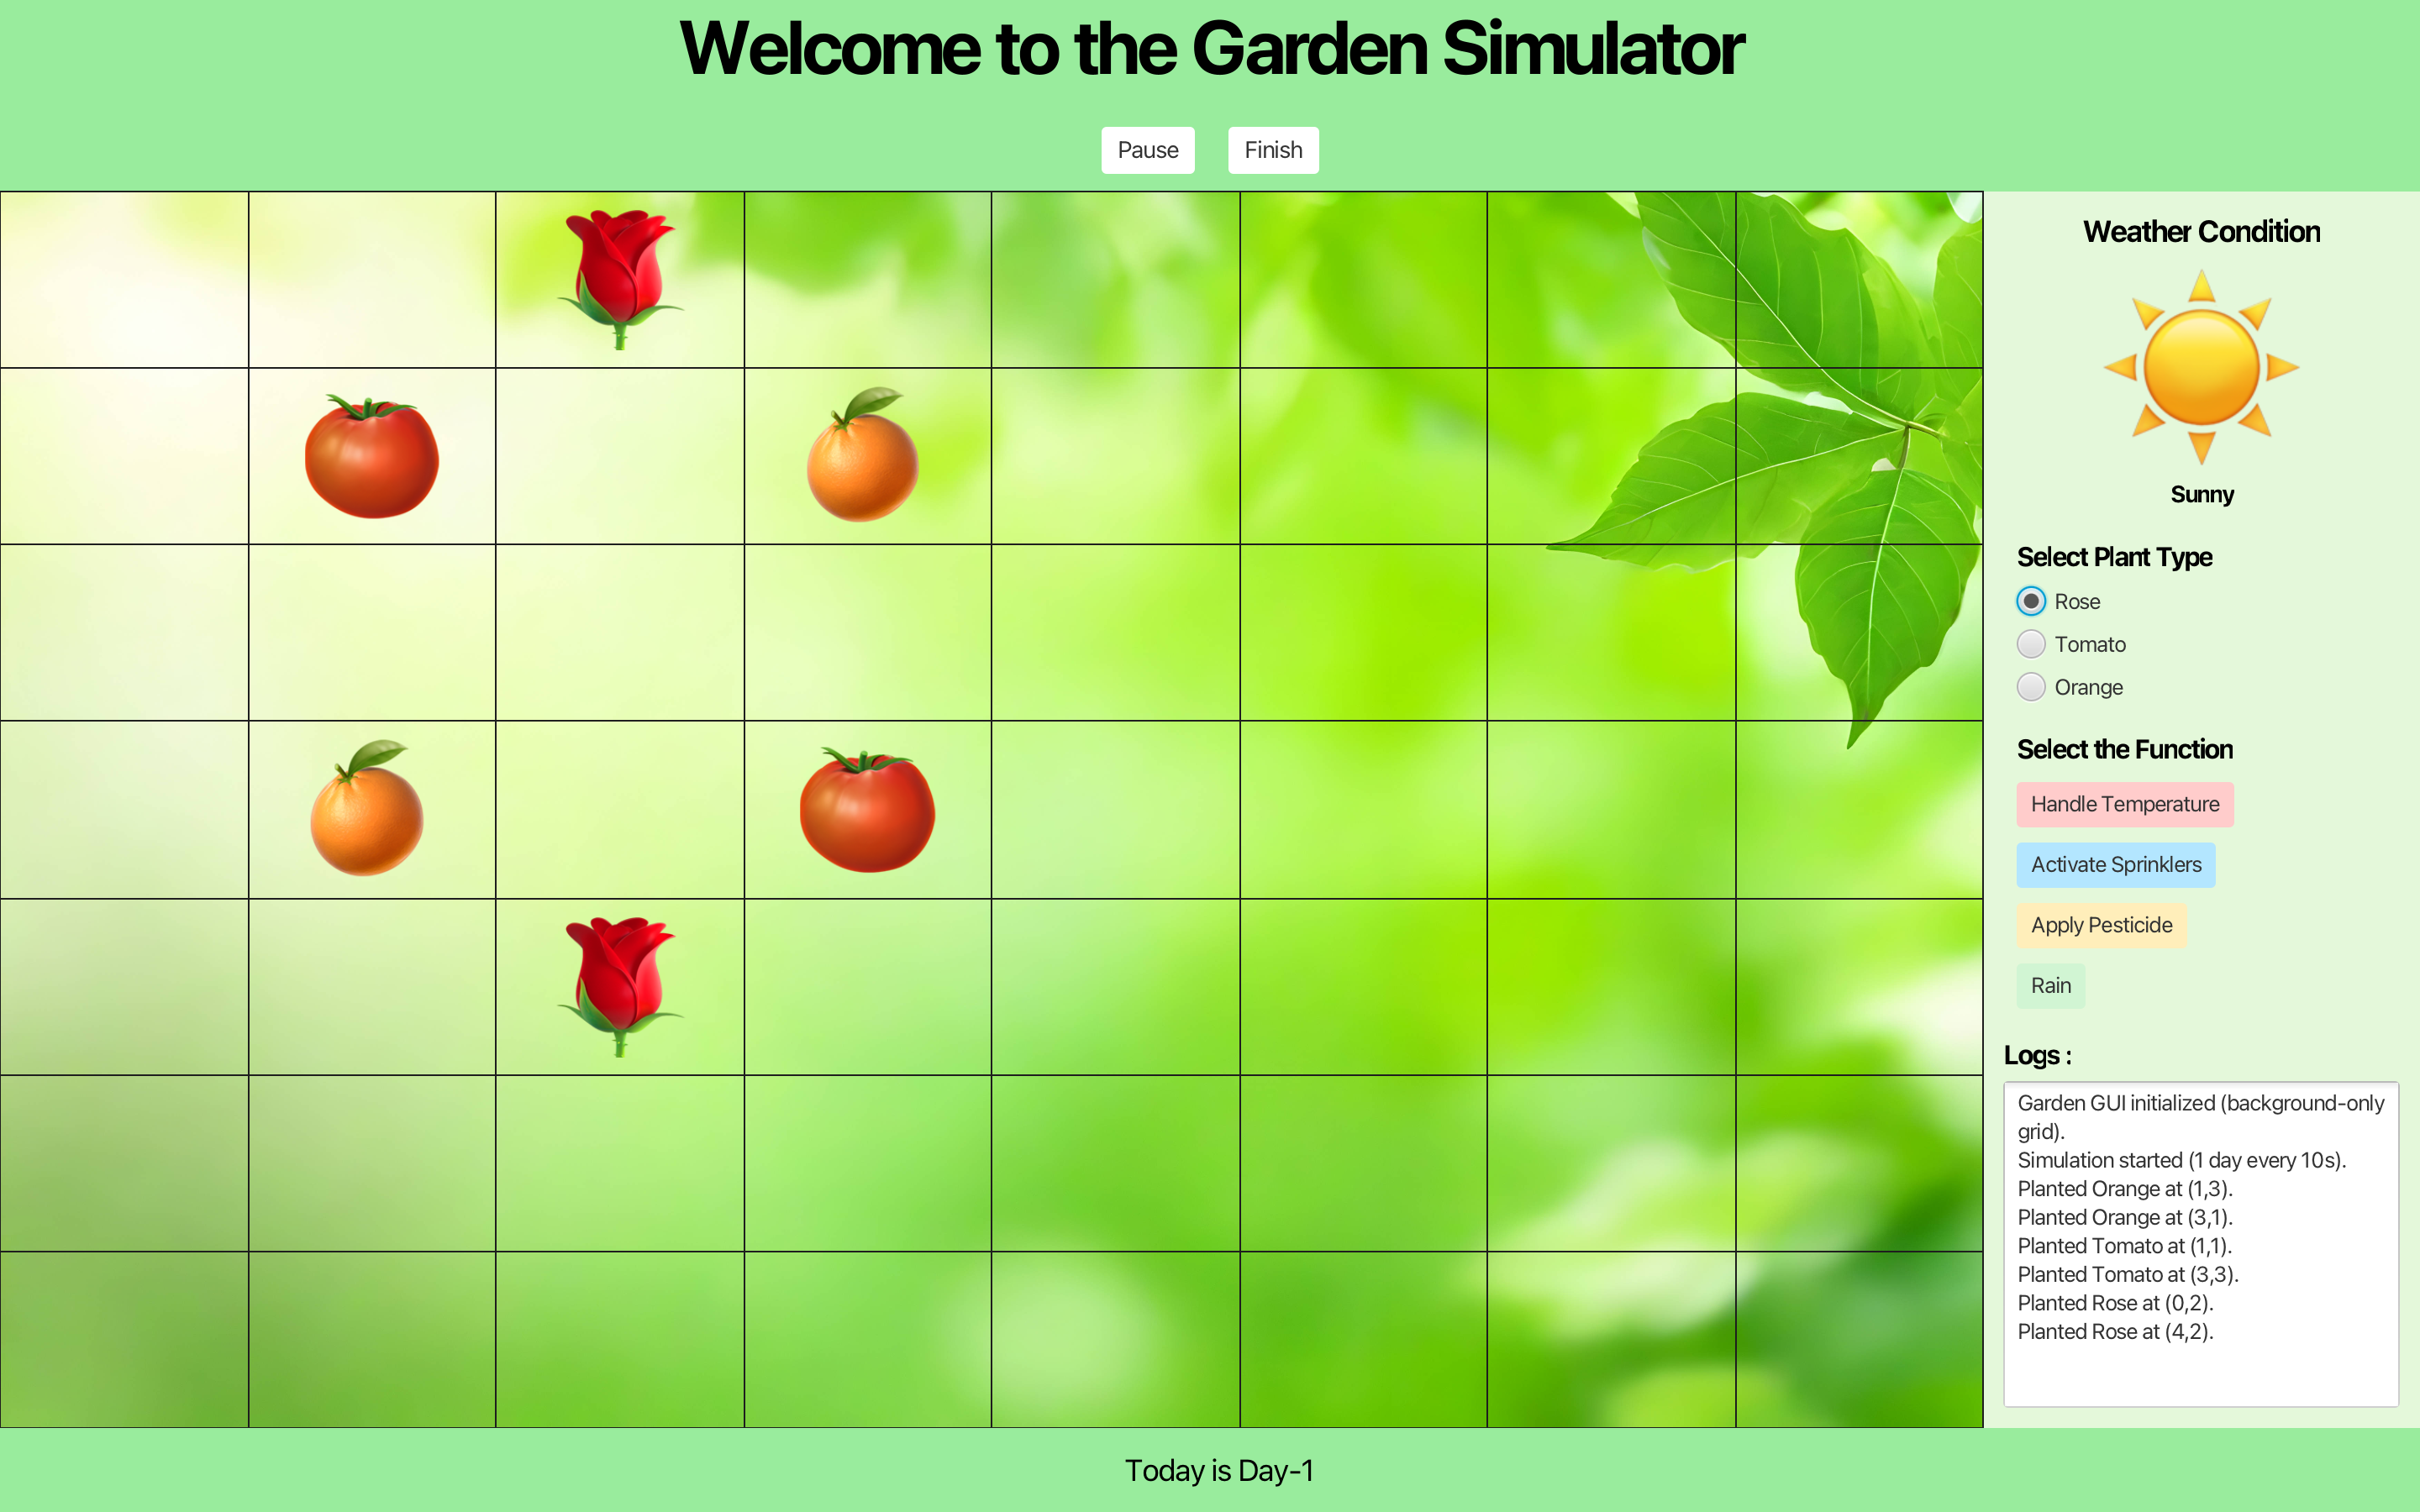 Welcome to the Garden Simulator
Pause
Finish
Weather Condition
Sunny
Select Plant Type
Rose
Tomato
Orange
Select the Function
Handle Temperature
Activate Sprinklers
Apply Pesticide
Rain
Logs :
Garden GUI initialized (background-only
grid).
Simulation started (1 day every 10s).
Planted Orange at (1,3).
Planted Orange at (3,1).
Planted Tomato at (1,1).
Planted Tomato at (3,3).
Planted Rose at (0,2).
Planted Rose at (4,2).
Today is Day-1